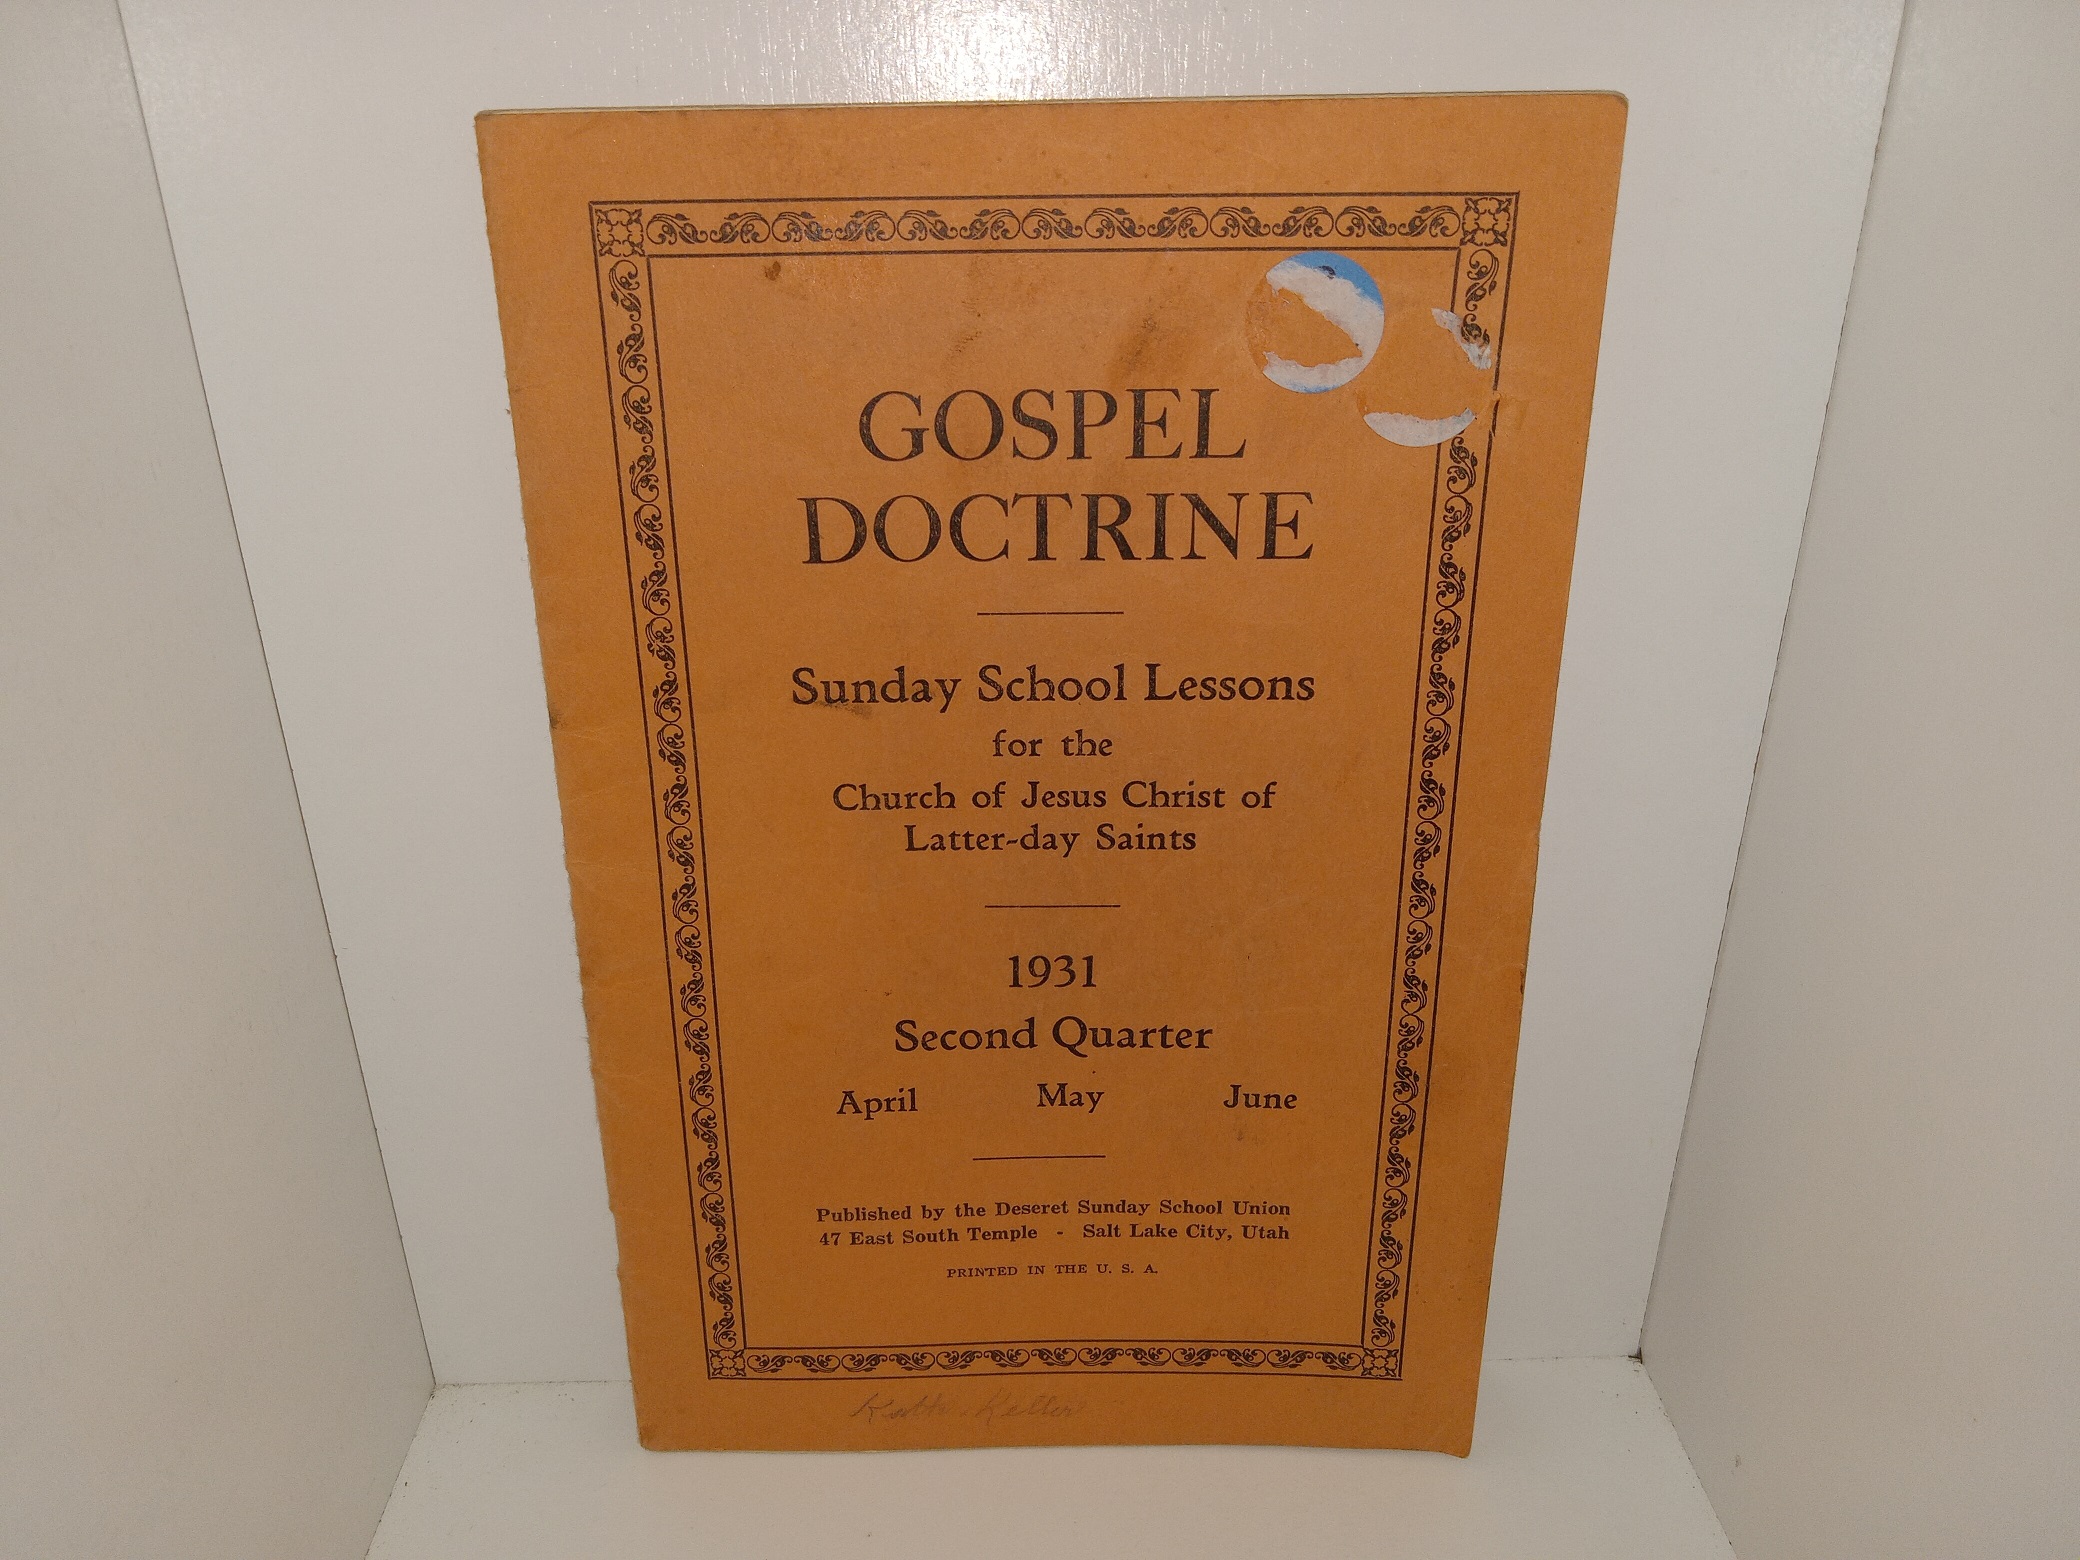 GOSPEL
DOCTRINE
Sunday School Lessons
for the
Church of Jesus Christ of
Latter-day Saints
1931
Second Quarter
April May June
Published by the Deseret Sunday School Union
47 East South Temple - Salt Lake City, Utah
PRINTED IN THE U. S. A.